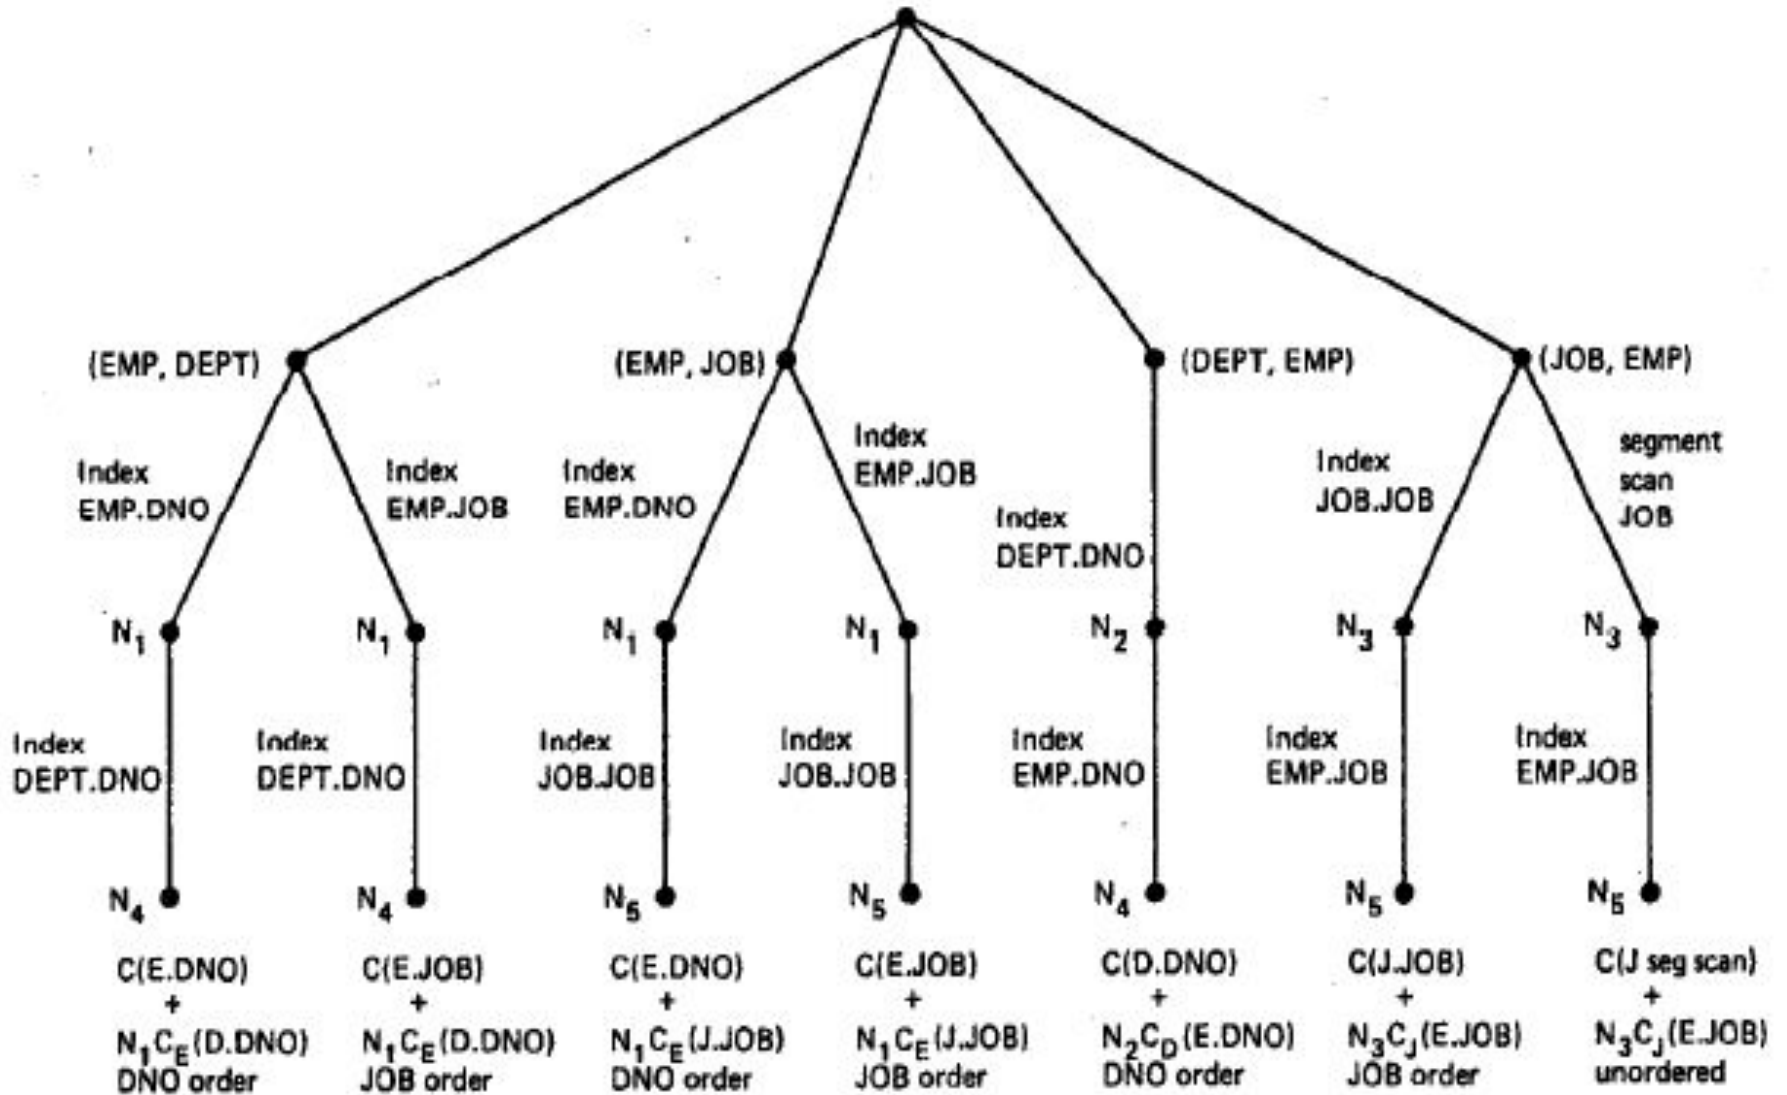 (EMP, DEPT)
(EMP, JOB)
(DEPT, EMP)
(JOB, EMP)
Index
EMP.DNO
Index
EMP.JOB
Index
EMP.DNO
Index
EMP.JOB
Index
DEPT.DNO
Index
JOB.JOB
segment
scan
JOB
N1
N1
N1
N1
N2
N3
N3
Index
DEPT.DNO
Index
DEPT.DNO
Index
JOB.JOB
Index
JOB.JOB
Index
EMP.DNO
Index
EMP.JOB
Index
EMP.JOB
N4
N4
N5
N5
N4
N5
N5
C(E.DNO)
+
N1CE(D.DNO)
DNO order
C(E.JOB)
+
N1CE(D.DNO)
JOB order
C(E.DNO)
+
N1CE(J.JOB)
DNO order
C(E.JOB)
+
N1CE(J.JOB)
JOB order
C(D.DNO)
+
N2CD(E.DNO)
DNO order
C(J.JOB)
+
N3CJ(E.JOB)
JOB order
C(J seg scan)
+
N3CJ(E.JOB)
unordered